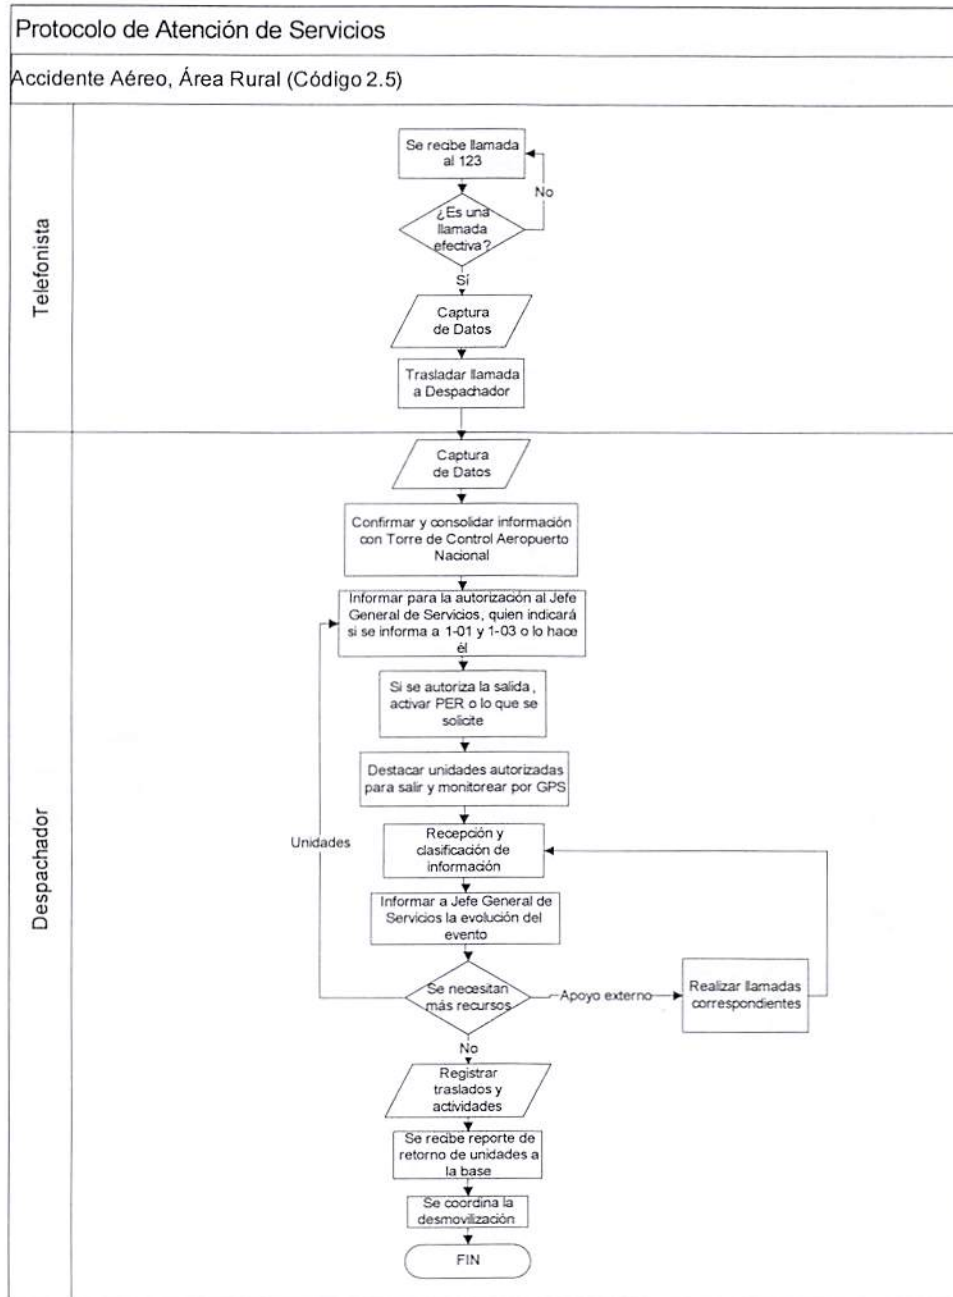 Protocolo de Atención de Servicios
Accidente Aéreo, Área Rural (Código 2.5)
Telefonista
Se recibe llamada
al 123
No
¿Es una
llamada
efectiva?
Sí
Captura
de Datos
Trasladar llamada
a Despachador
Despachador
Captura
de Datos
Confirmar y consolidar información
con Torre de Control Aeropuerto
Nacional
Informar para la autorización al Jefe
General de Servicios, quien indicará
si se informa a 1-01 y 1-03 o lo hace
él
Si se autoriza la salida,
activar PER o lo que se
solicite
Destacar unidades autorizadas
para salir y monitorear por GPS
Unidades
Recepción y
clasificación de
información
Informar a Jefe General de
Servicios la evolución del
evento
Se necesitan
más recursos
Apoyo externo
Realizar llamadas
correspondientes
No
Registrar
traslados y
actividades
Se recibe reporte de
retorno de unidades a
la base
Se coordina la
desmovilización
FIN